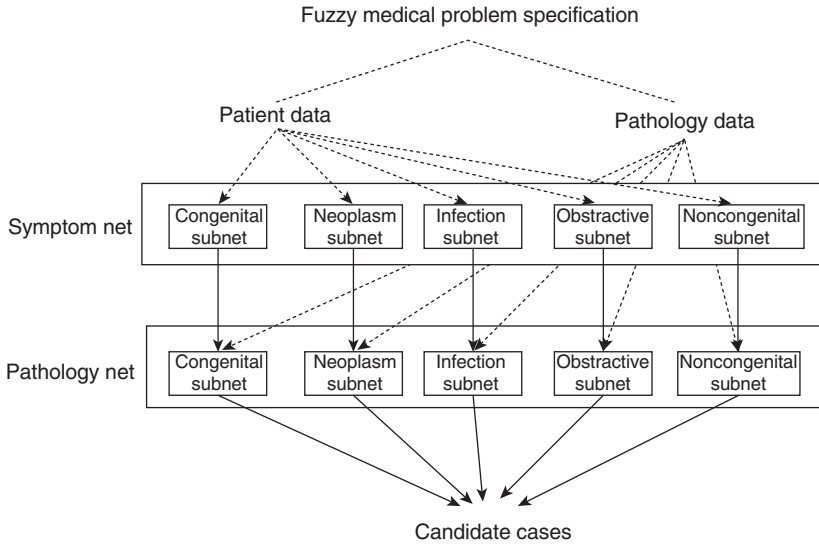 Fuzzy medical problem specification
Patient data
Pathology data
Symptom net
Congenital
subnet
Neoplasm
subnet
Infection
subnet
Obstractive
subnet
Noncongenital
subnet
Pathology net
Congenital
subnet
Neoplasm
subnet
Infection
subnet
Obstractive
subnet
Noncongenital
subnet
Candidate cases